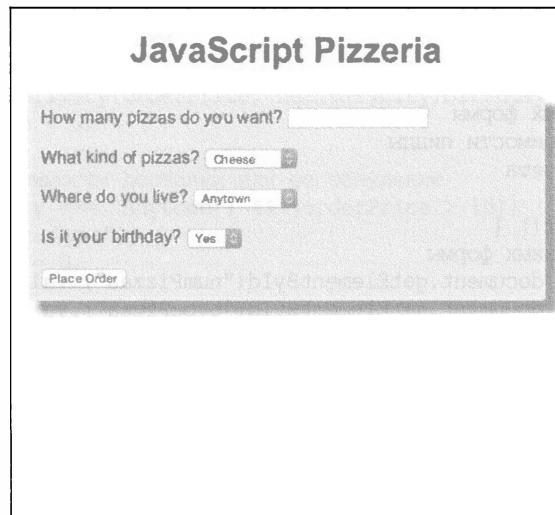 JavaScript Pizzeria
How many pizzas do you want?
What kind of pizzas? Cheese
Where do you live? Anytown
Is it your birthday? Yes
Place Order